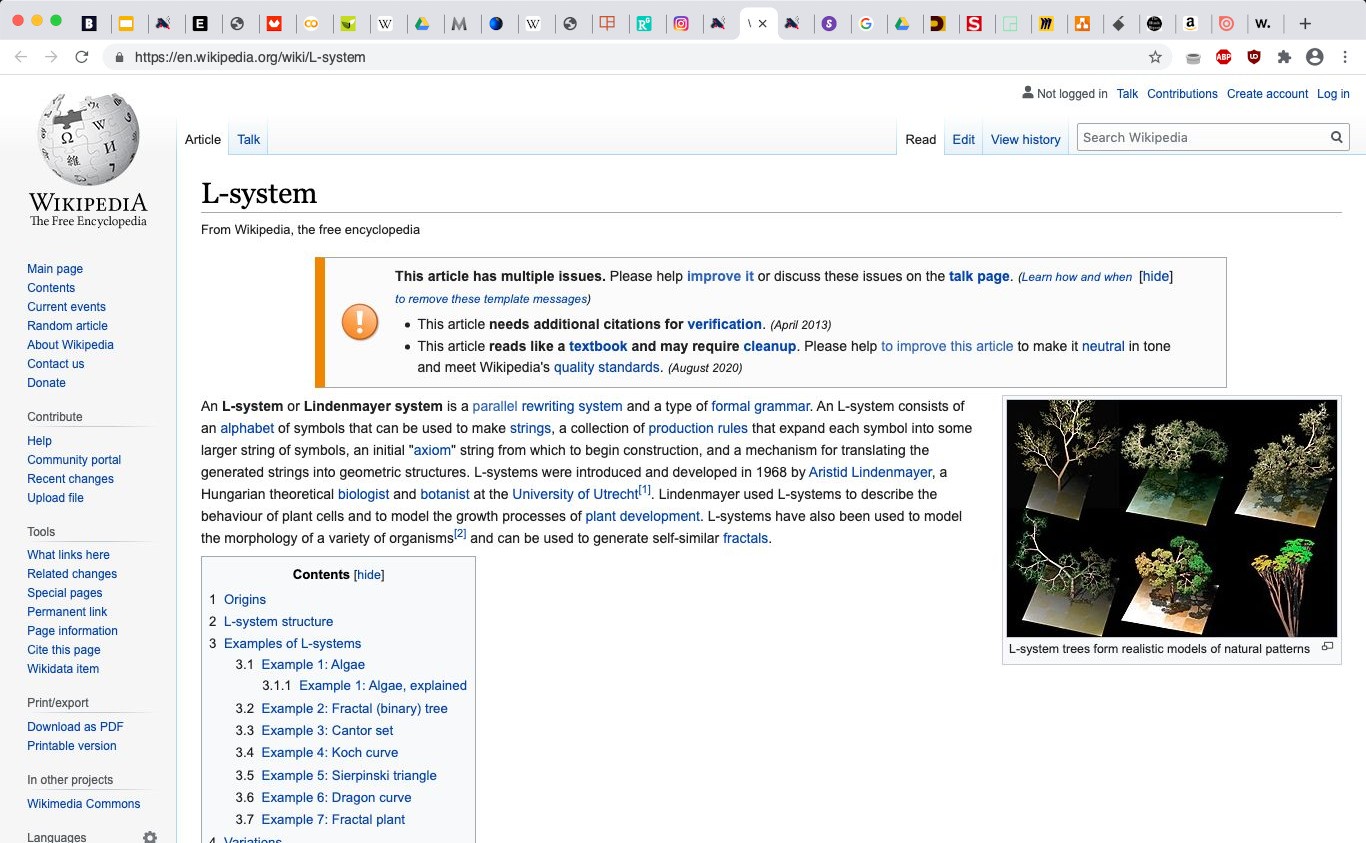 https://en.wikipedia.org/wiki/L-system
Not logged in Talk Contributions Create account Log in
Article Talk Read Edit View history Search Wikipedia
WIKIPEDIA
The Free Encyclopedia
Main page
Contents
Current events
Random article
About Wikipedia
Contact us
Donate
Contribute
Help
Community portal
Recent changes
Upload file
Tools
What links here
Related changes
Special pages
Permanent link
Page information
Cite this page
Wikidata item
Print/export
Download as PDF
Printable version
In other projects
Wikimedia Commons
Languages
L-system
From Wikipedia, the free encyclopedia
This article has multiple issues. Please help improve it or discuss these issues on the talk page. (Learn how and when [hide]
to remove these template messages)
• This article needs additional citations for verification. (April 2013)
• This article reads like a textbook and may require cleanup. Please help to improve this article to make it neutral in tone
and meet Wikipedia's quality standards. (August 2020)
An L-system or Lindenmayer system is a parallel rewriting system and a type of formal grammar. An L-system consists of
an alphabet of symbols that can be used to make strings, a collection of production rules that expand each symbol into some
larger string of symbols, an initial "axiom" string from which to begin construction, and a mechanism for translating the
generated strings into geometric structures. L-systems were introduced and developed in 1968 by Aristid Lindenmayer, a
Hungarian theoretical biologist and botanist at the University of Utrecht[1]. Lindenmayer used L-systems to describe the
behaviour of plant cells and to model the growth processes of plant development. L-systems have also been used to model
the morphology of a variety of organisms[2] and can be used to generate self-similar fractals.
L-system trees form realistic models of natural patterns
Contents [hide]
1 Origins
2 L-system structure
3 Examples of L-systems
3.1 Example 1: Algae
3.1.1 Example 1: Algae, explained
3.2 Example 2: Fractal (binary) tree
3.3 Example 3: Cantor set
3.4 Example 4: Koch curve
3.5 Example 5: Sierpinski triangle
3.6 Example 6: Dragon curve
3.7 Example 7: Fractal plant
4 Variations